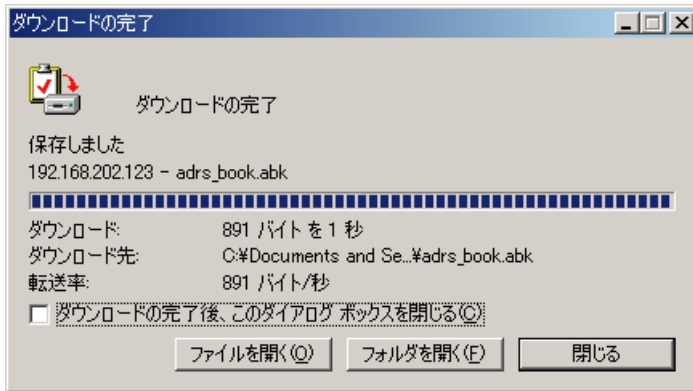 ダウンロードの完了
ダウンロードの完了
保存しました
192.168.202.123 - adrs_book.abk
ダウンロード: 891 バイト を 1 秒
ダウンロード先: C:¥Documents and Se...¥adrs_book.abk
転送率: 891 バイト/秒
ダウンロードの完了後、このダイアログ ボックスを閉じる(C)
ファイルを開く(O) フォルダを開く(F) 閉じる